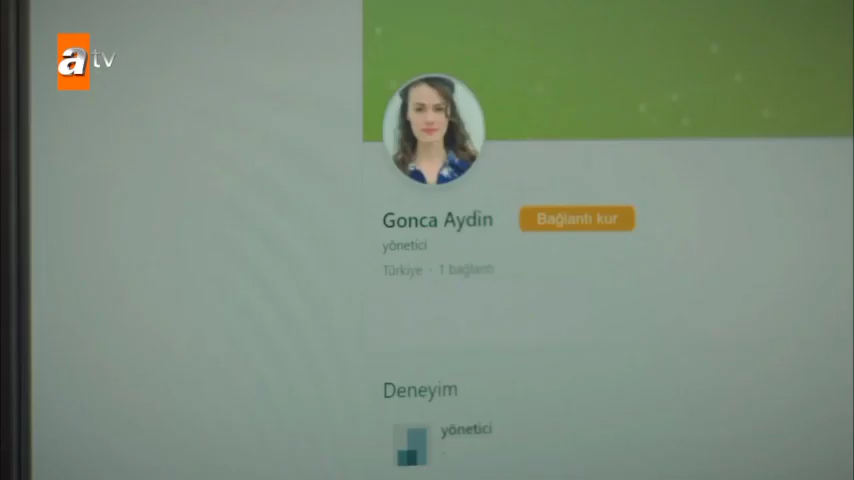 atv
Gonca Aydin
Bağlantı kur
yönetici
Türkiye · 1 bağlantı
Deneyim
yönetici